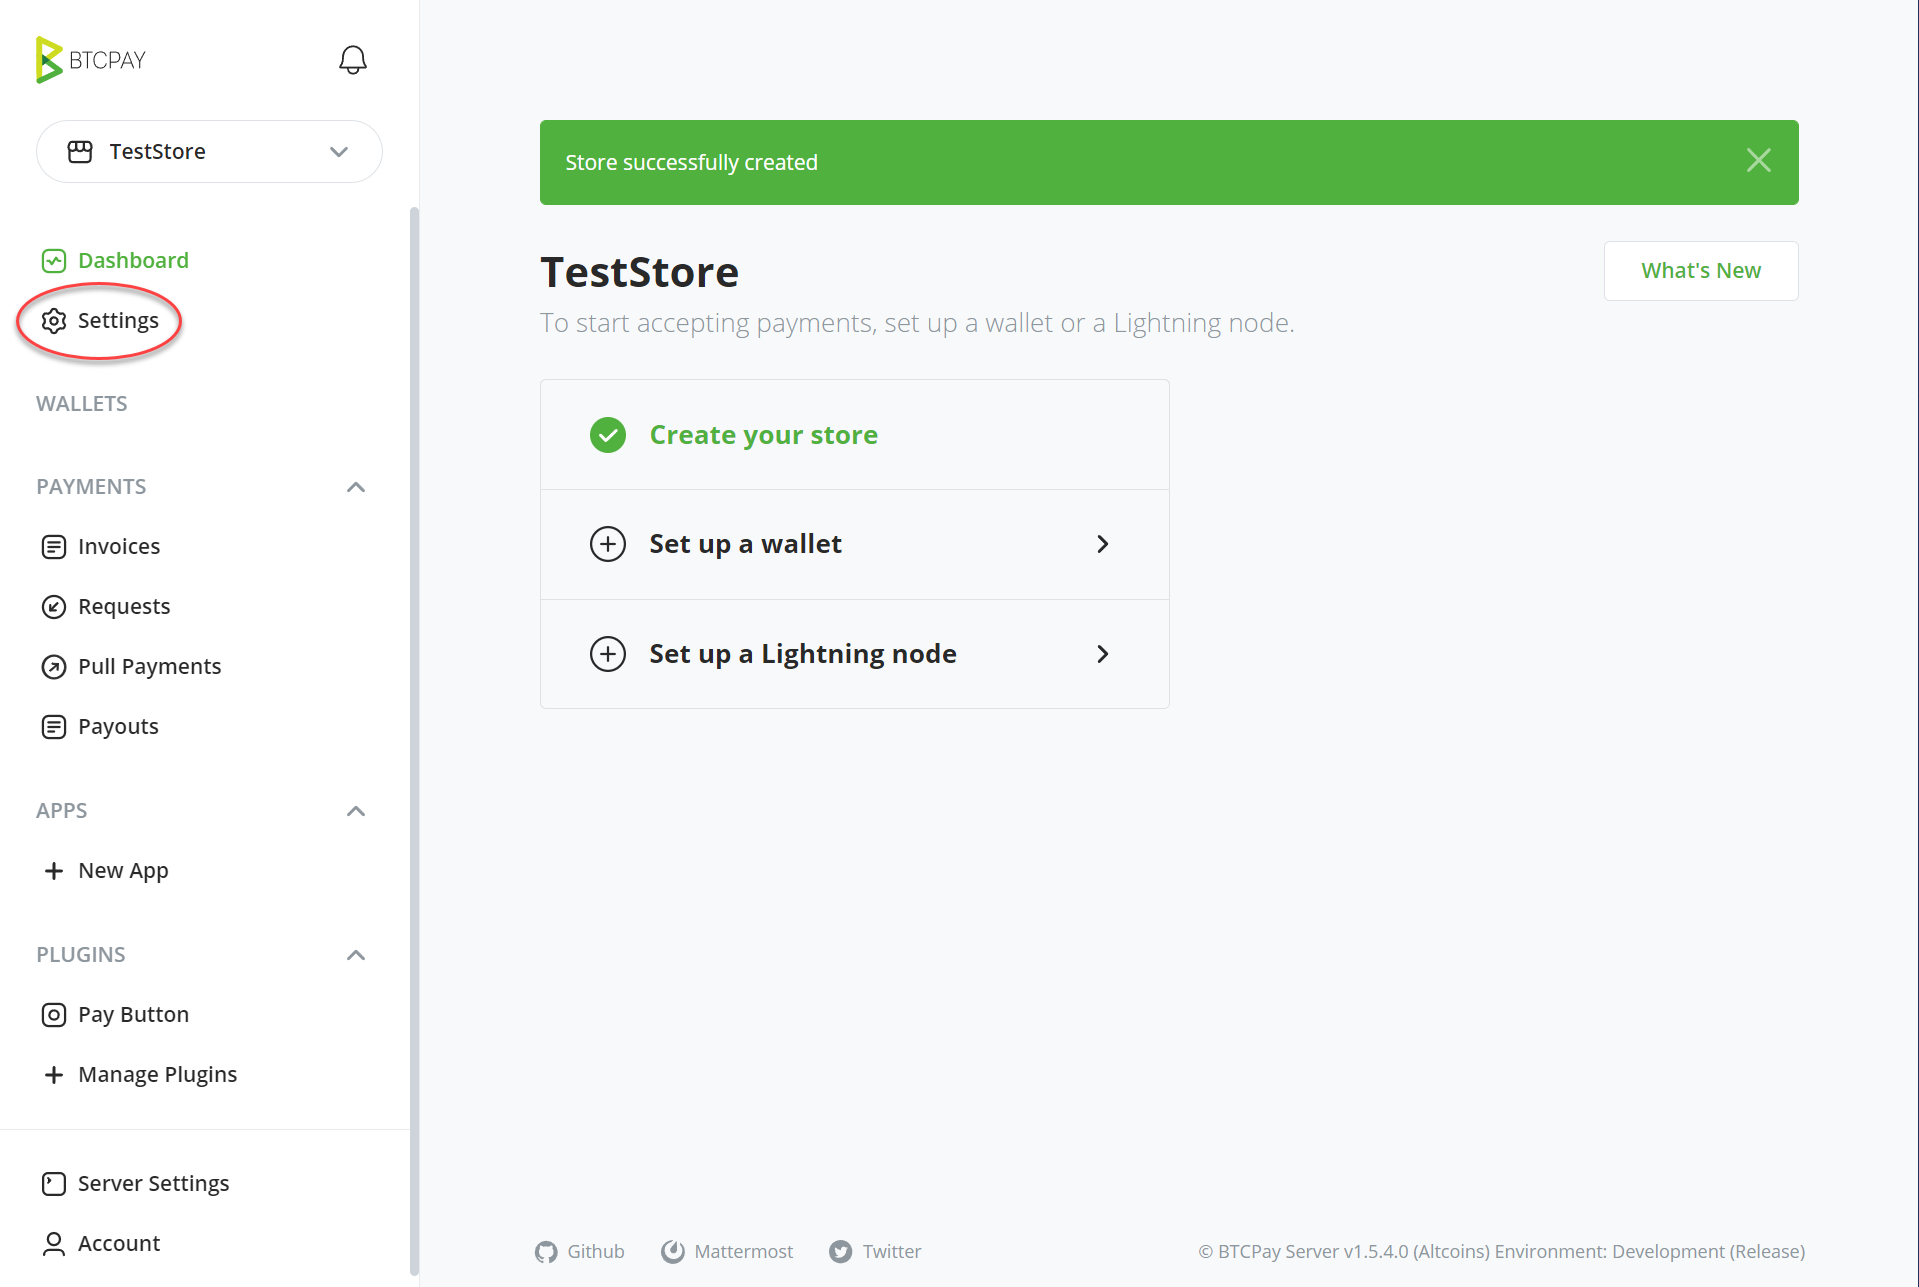 BTCPAY
TestStore
Dashboard
Settings
WALLETS
PAYMENTS
Invoices
Requests
Pull Payments
Payouts
APPS
New App
PLUGINS
Pay Button
Manage Plugins
Server Settings
Account
Store successfully created
TestStore
What's New
To start accepting payments, set up a wallet or a Lightning node.
Create your store
Set up a wallet
Set up a Lightning node
Github Mattermost Twitter
© BTCPay Server v1.5.4.0 (Altcoins) Environment: Development (Release)